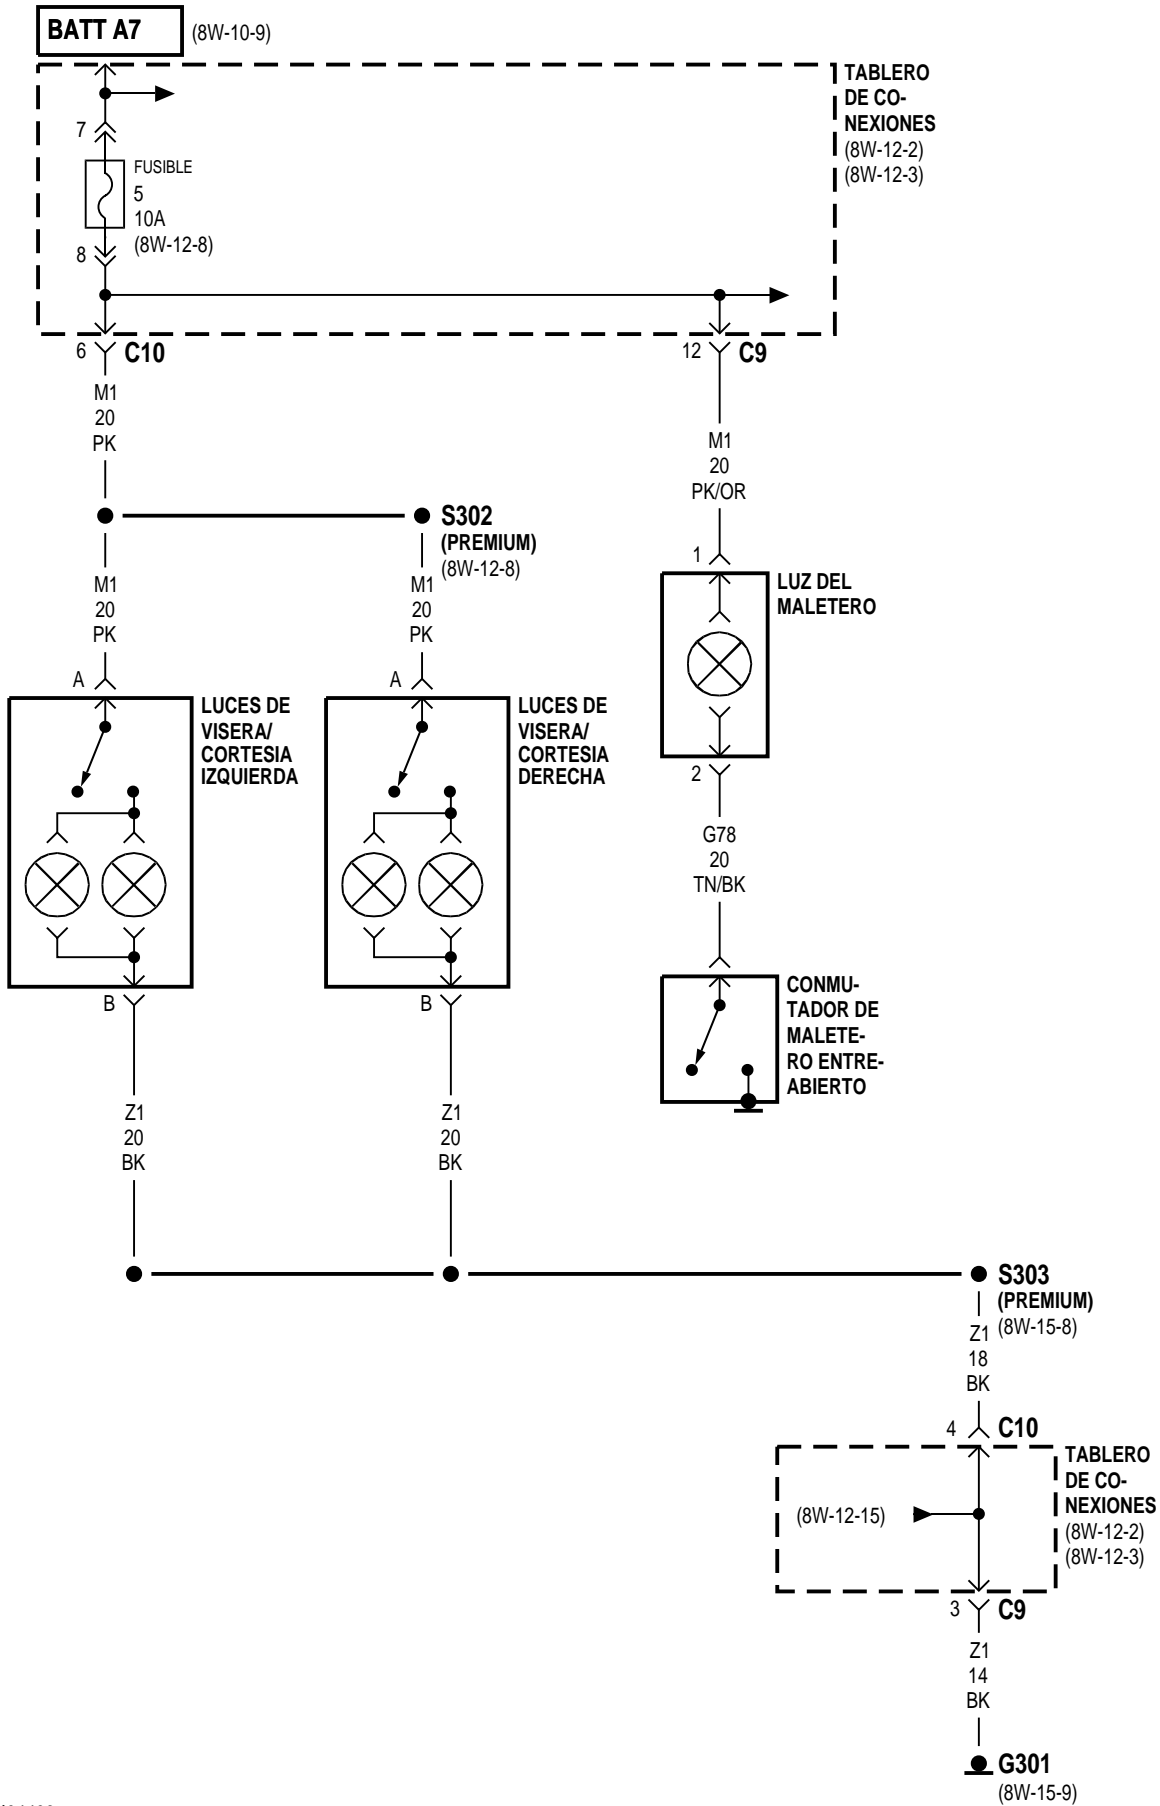 BATT A7
(8W-10-9)
TABLERO
DE CO-
NEXIONES
(8W-12-2)
(8W-12-3)
7
FUSIBLE
5
10A
(8W-12-8)
8
6
C10
12
C9
M1
20
PK
M1
20
PK/OR
S302
(PREMIUM)
(8W-12-8)
M1
20
PK
M1
20
PK
1
LUZ DEL
MALETERO
A
LUCES DE
VISERA/
CORTESIA
IZQUIERDA
A
LUCES DE
VISERA/
CORTESIA
DERECHA
2
G78
20
TN/BK
B
B
CONMU-
TADOR DE
MALETE-
RO ENTRE-
ABIERTO
Z1
20
BK
Z1
20
BK
S303
(PREMIUM)
(8W-15-8)
Z1
18
BK
4
C10
TABLERO
DE CO-
NEXIONES
(8W-12-2)
(8W-12-3)
(8W-12-15)
3
C9
Z1
14
BK
G301
(8W-15-9)